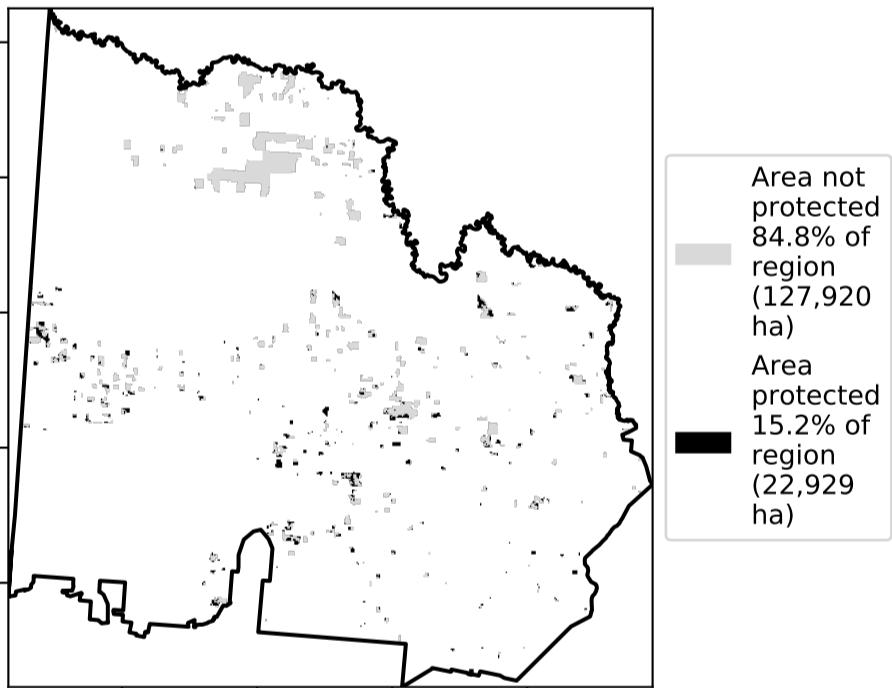 Area not
protected
84.8% of
region
(127,920
ha)
Area
protected
15.2% of
region
(22,929
ha)